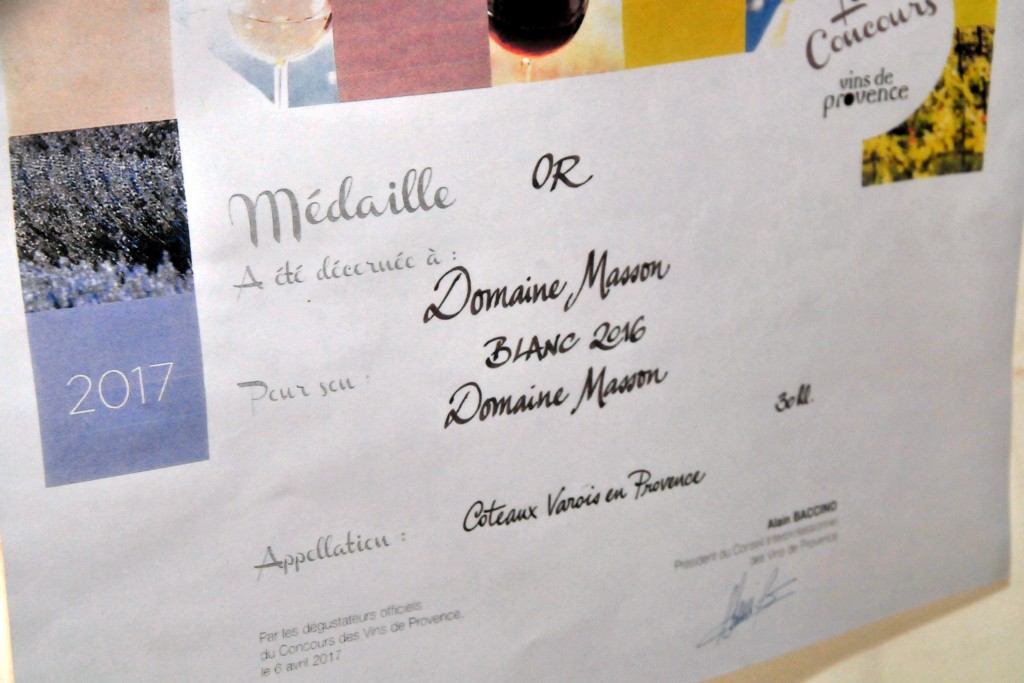 Concours
vins de
provence
Médaille OR
A été décernée à :
Domaine Masson
BLANC 2016
2017
Pour son :
Domaine Masson
30 hl.
Appellation :
Coteaux Varois en Provence
Alain BACCINO
Président du Conseil Interprofessionnel
des Vins de Provence
Par les dégustateurs officiels
du Concours des Vins de Provence,
le 6 avril 2017